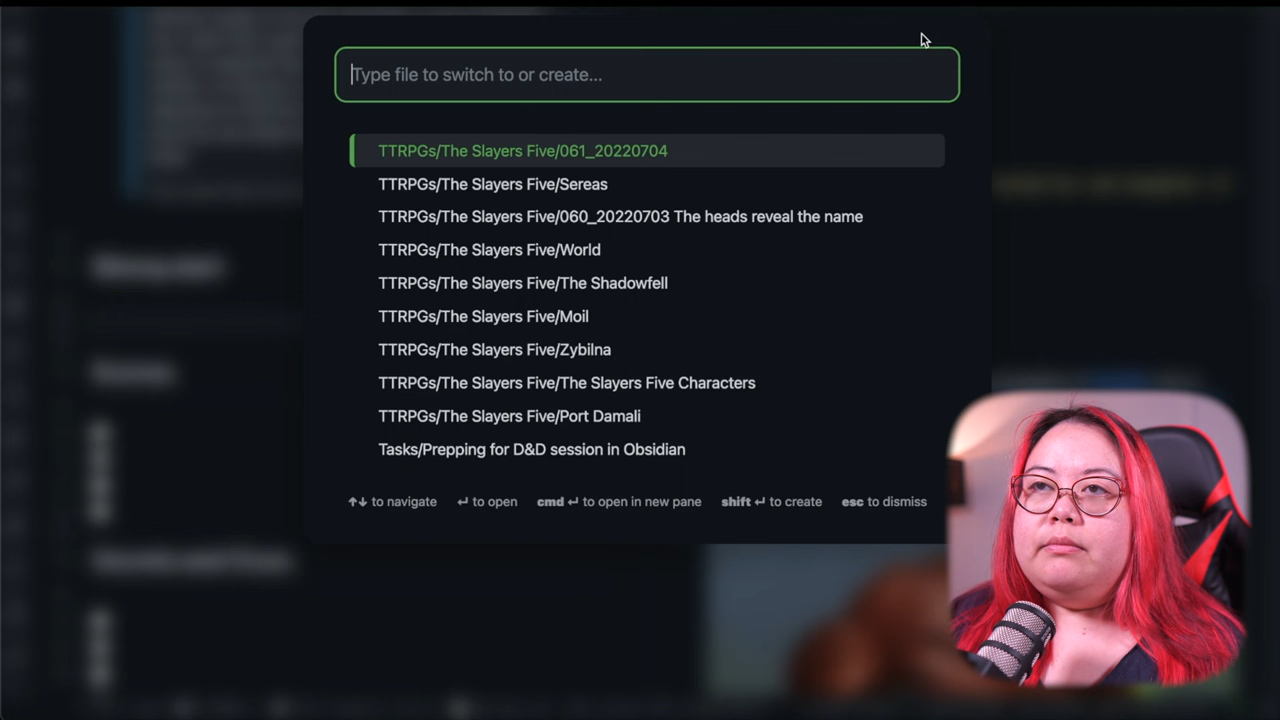 Type file to switch to or create...
TTRPGs/The Slayers Five/061_20220704
TTRPGs/The Slayers Five/Sereas
TTRPGs/The Slayers Five/060_20220703 The heads reveal the name
TTRPGs/The Slayers Five/World
TTRPGs/The Slayers Five/The Shadowfell
TTRPGs/The Slayers Five/Moil
TTRPGs/The Slayers Five/Zybilna
TTRPGs/The Slayers Five/The Slayers Five Characters
TTRPGs/The Slayers Five/Port Damali
Tasks/Prepping for D&D session in Obsidian
↑↓ to navigate ↵ to open cmd ↵ to open in new pane shift ↵ to create esc to dismiss